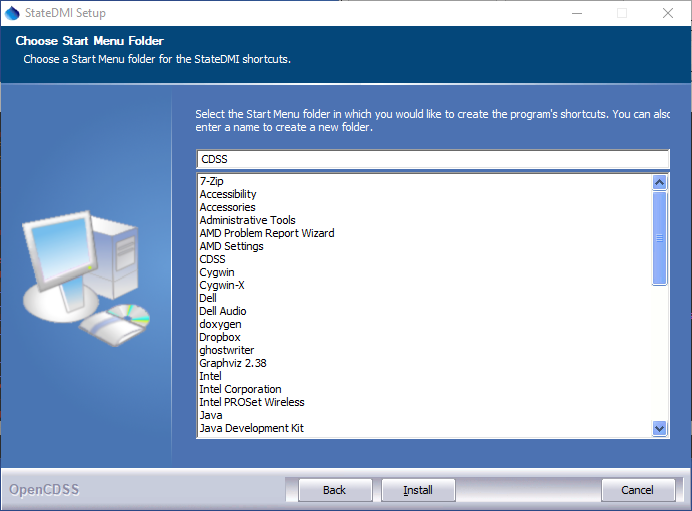 StateDMI Setup
Choose Start Menu Folder
Choose a Start Menu folder for the StateDMI shortcuts.
Select the Start Menu folder in which you would like to create the program's shortcuts. You can also
enter a name to create a new folder.
CDSS
7-Zip
Accessibility
Accessories
Administrative Tools
AMD Problem Report Wizard
AMD Settings
CDSS
Cygwin
Cygwin-X
Dell
Dell Audio
doxygen
Dropbox
ghostwriter
Graphviz 2.38
Intel
Intel Corporation
Intel PROSet Wireless
Java
Java Development Kit
OpenCDSS
Back
Install
Cancel